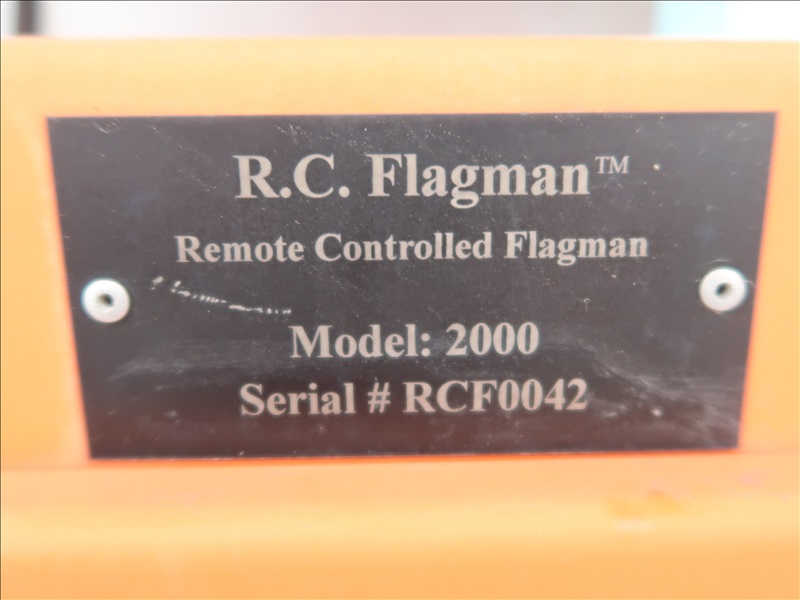 R.C. Flagman™
Remote Controlled Flagman
Model: 2000
Serial # RCF0042